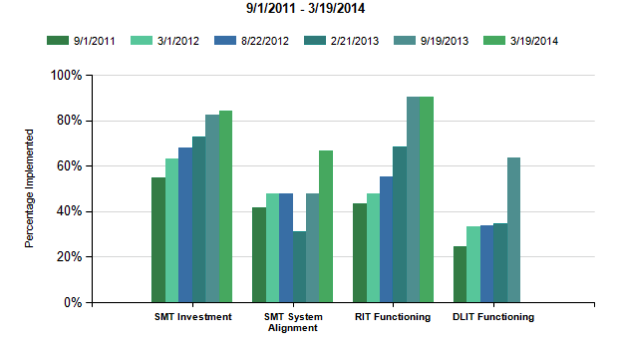 9/1/2011 - 3/19/2014
9/1/2011 3/1/2012 8/22/2012 2/21/2013 9/19/2013 3/19/2014
100%
80%
60%
40%
20%
0%
Percentage Implemented
SMT Investment SMT System RIT Functioning DLIT Functioning
Alignment